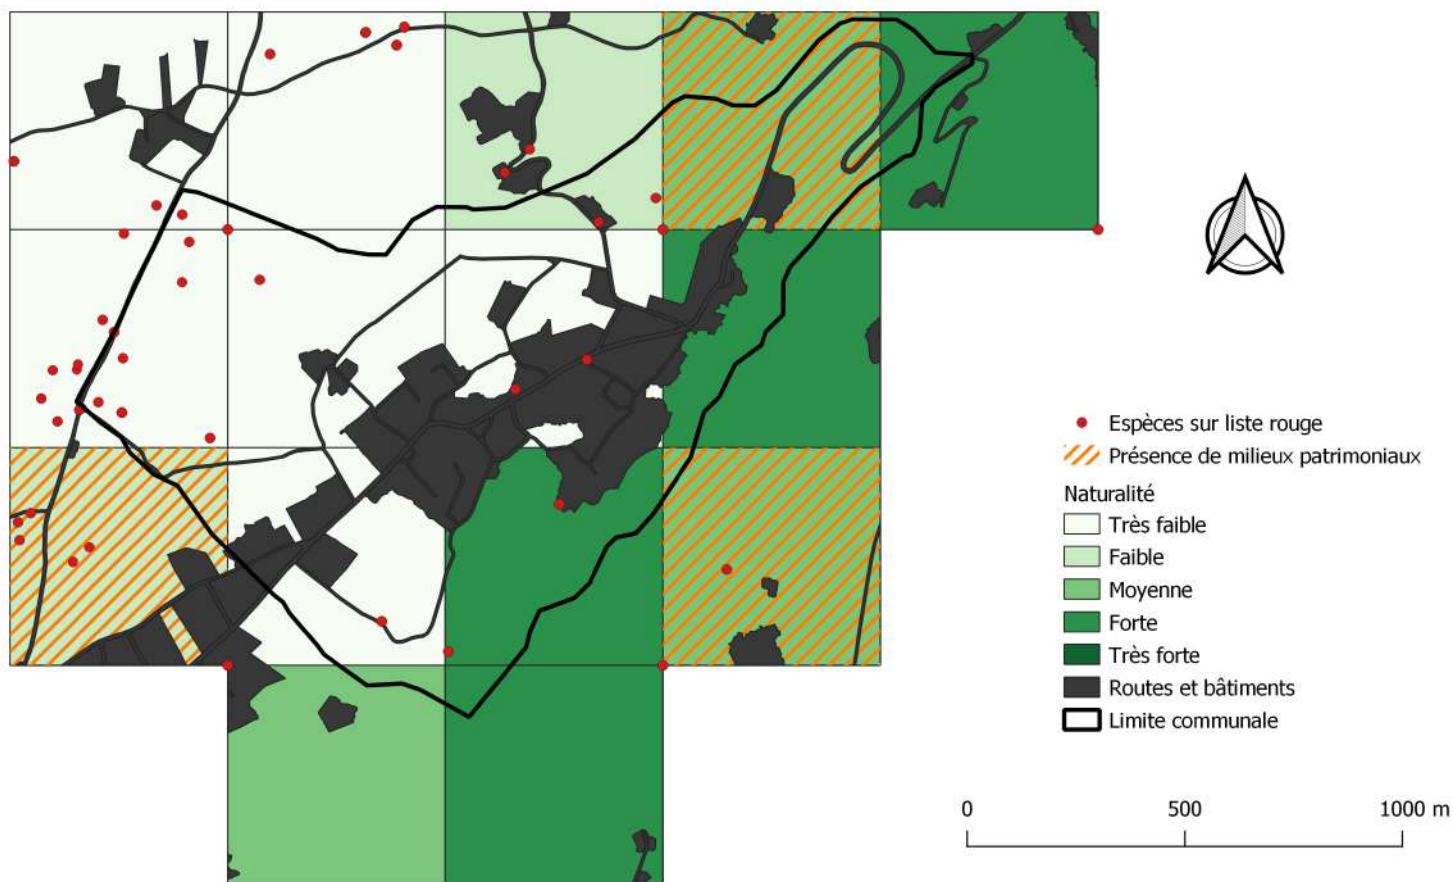 Espèces sur liste rouge
Présence de milieux patrimoniaux
Naturalité
Très faible
Faible
Moyenne
Forte
Très forte
Routes et bâtiments
Limite communale
0 500 1000 m